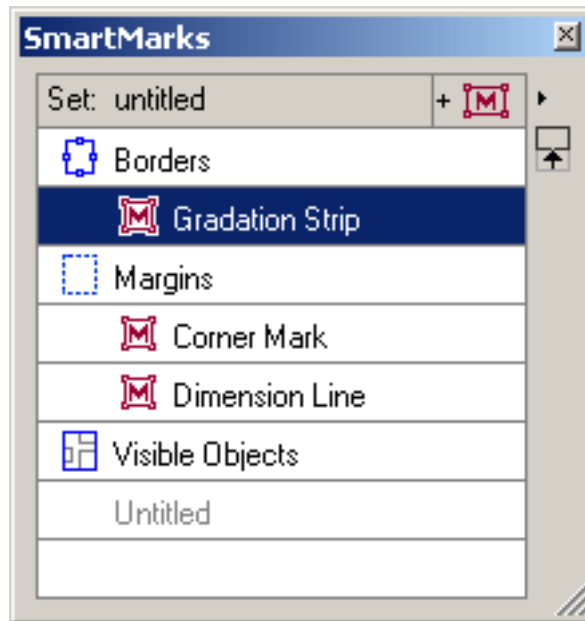 SmartMarks
Set: untitled + M
Borders
M Gradation Strip
Margins
M Corner Mark
M Dimension Line
Visible Objects
Untitled